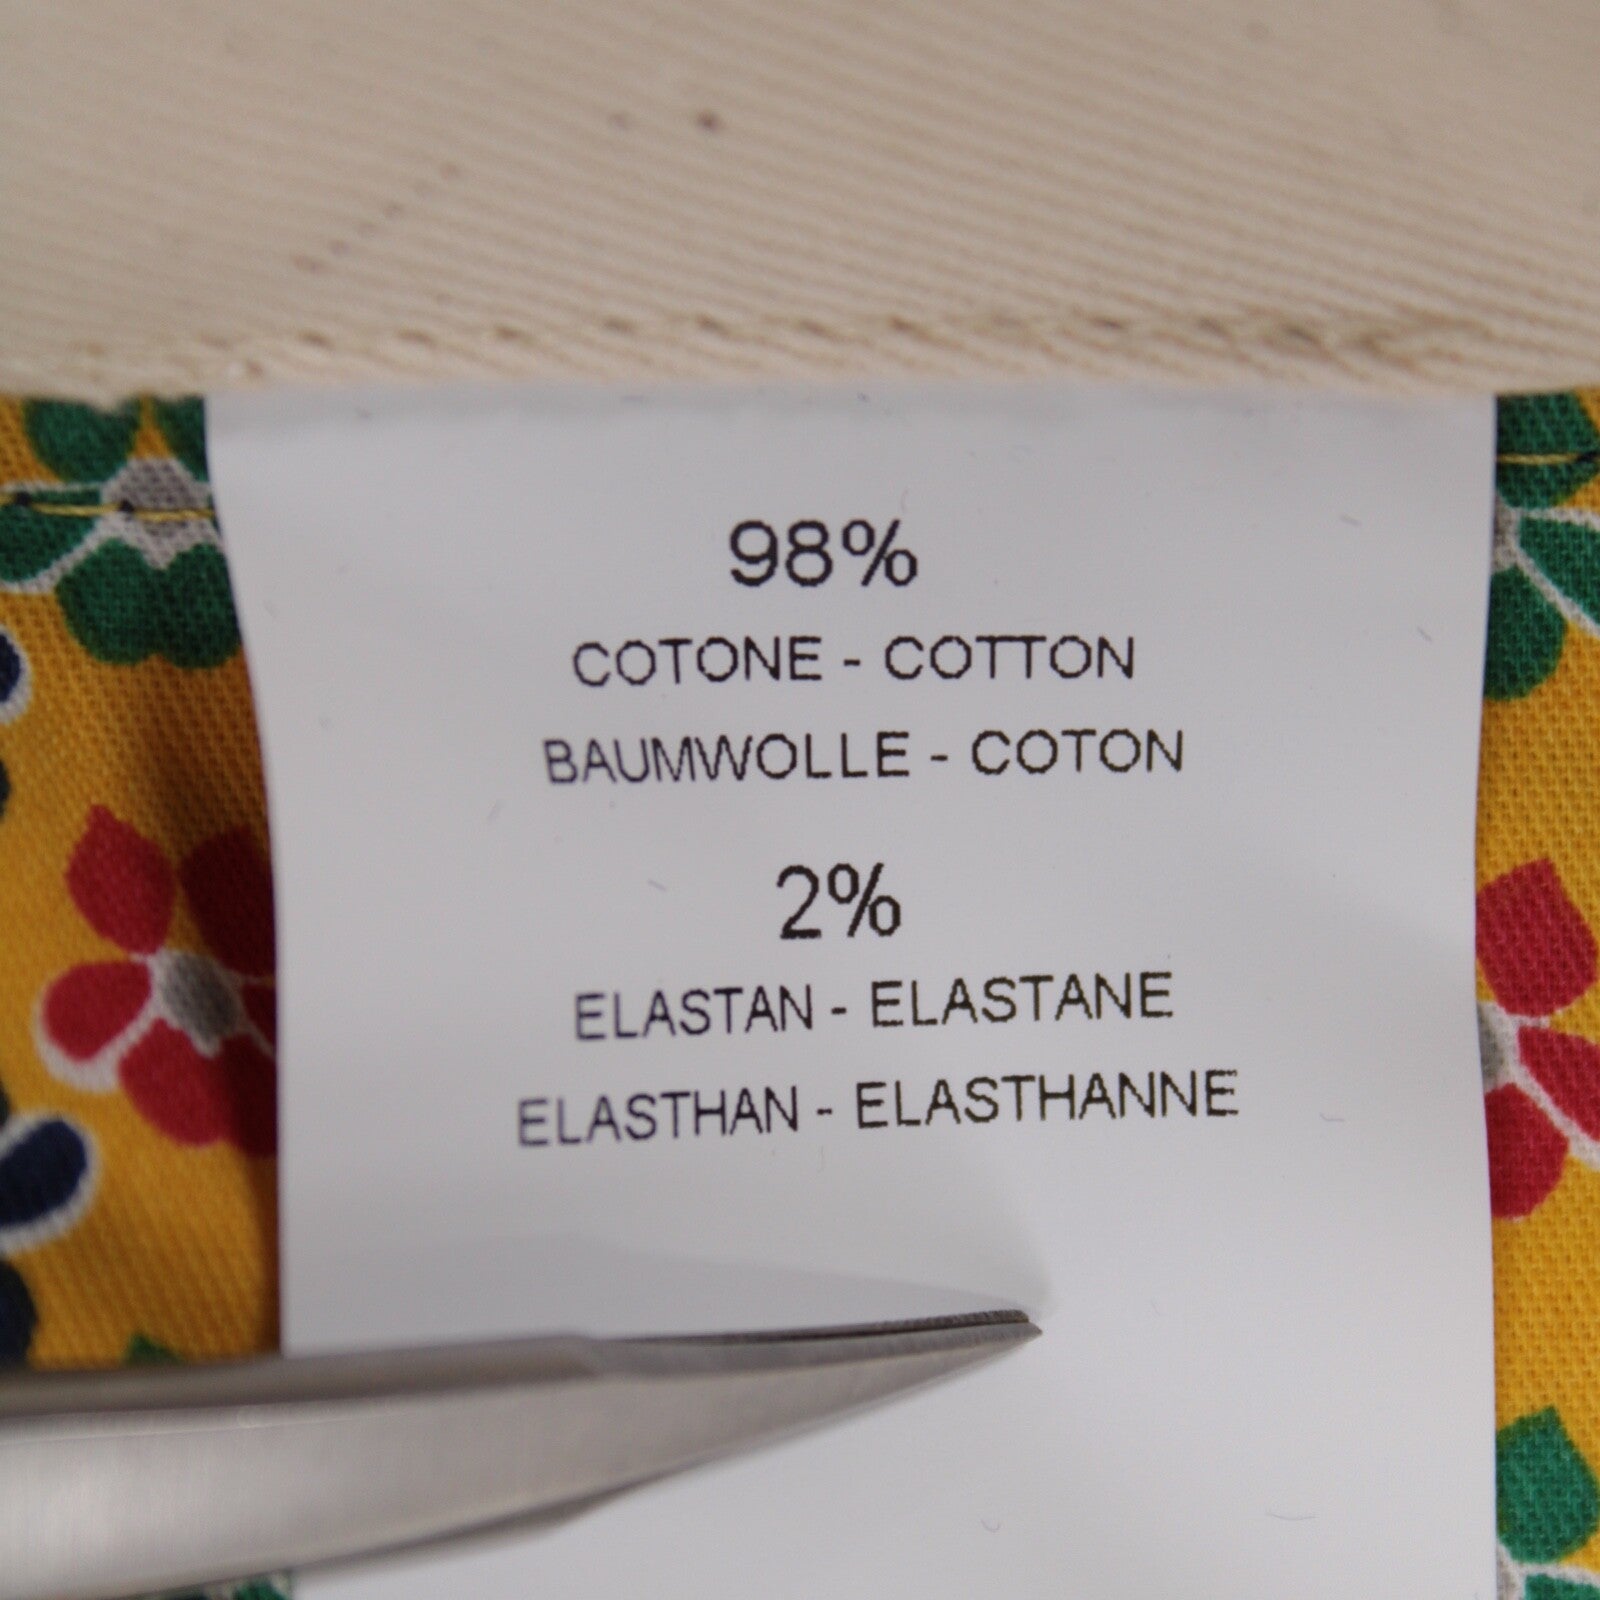 98%
COTONE - COTTON
BAUMWOLLE - COTON
2%
ELASTAN - ELASTANE
ELASTHAN - ELASTHANNE